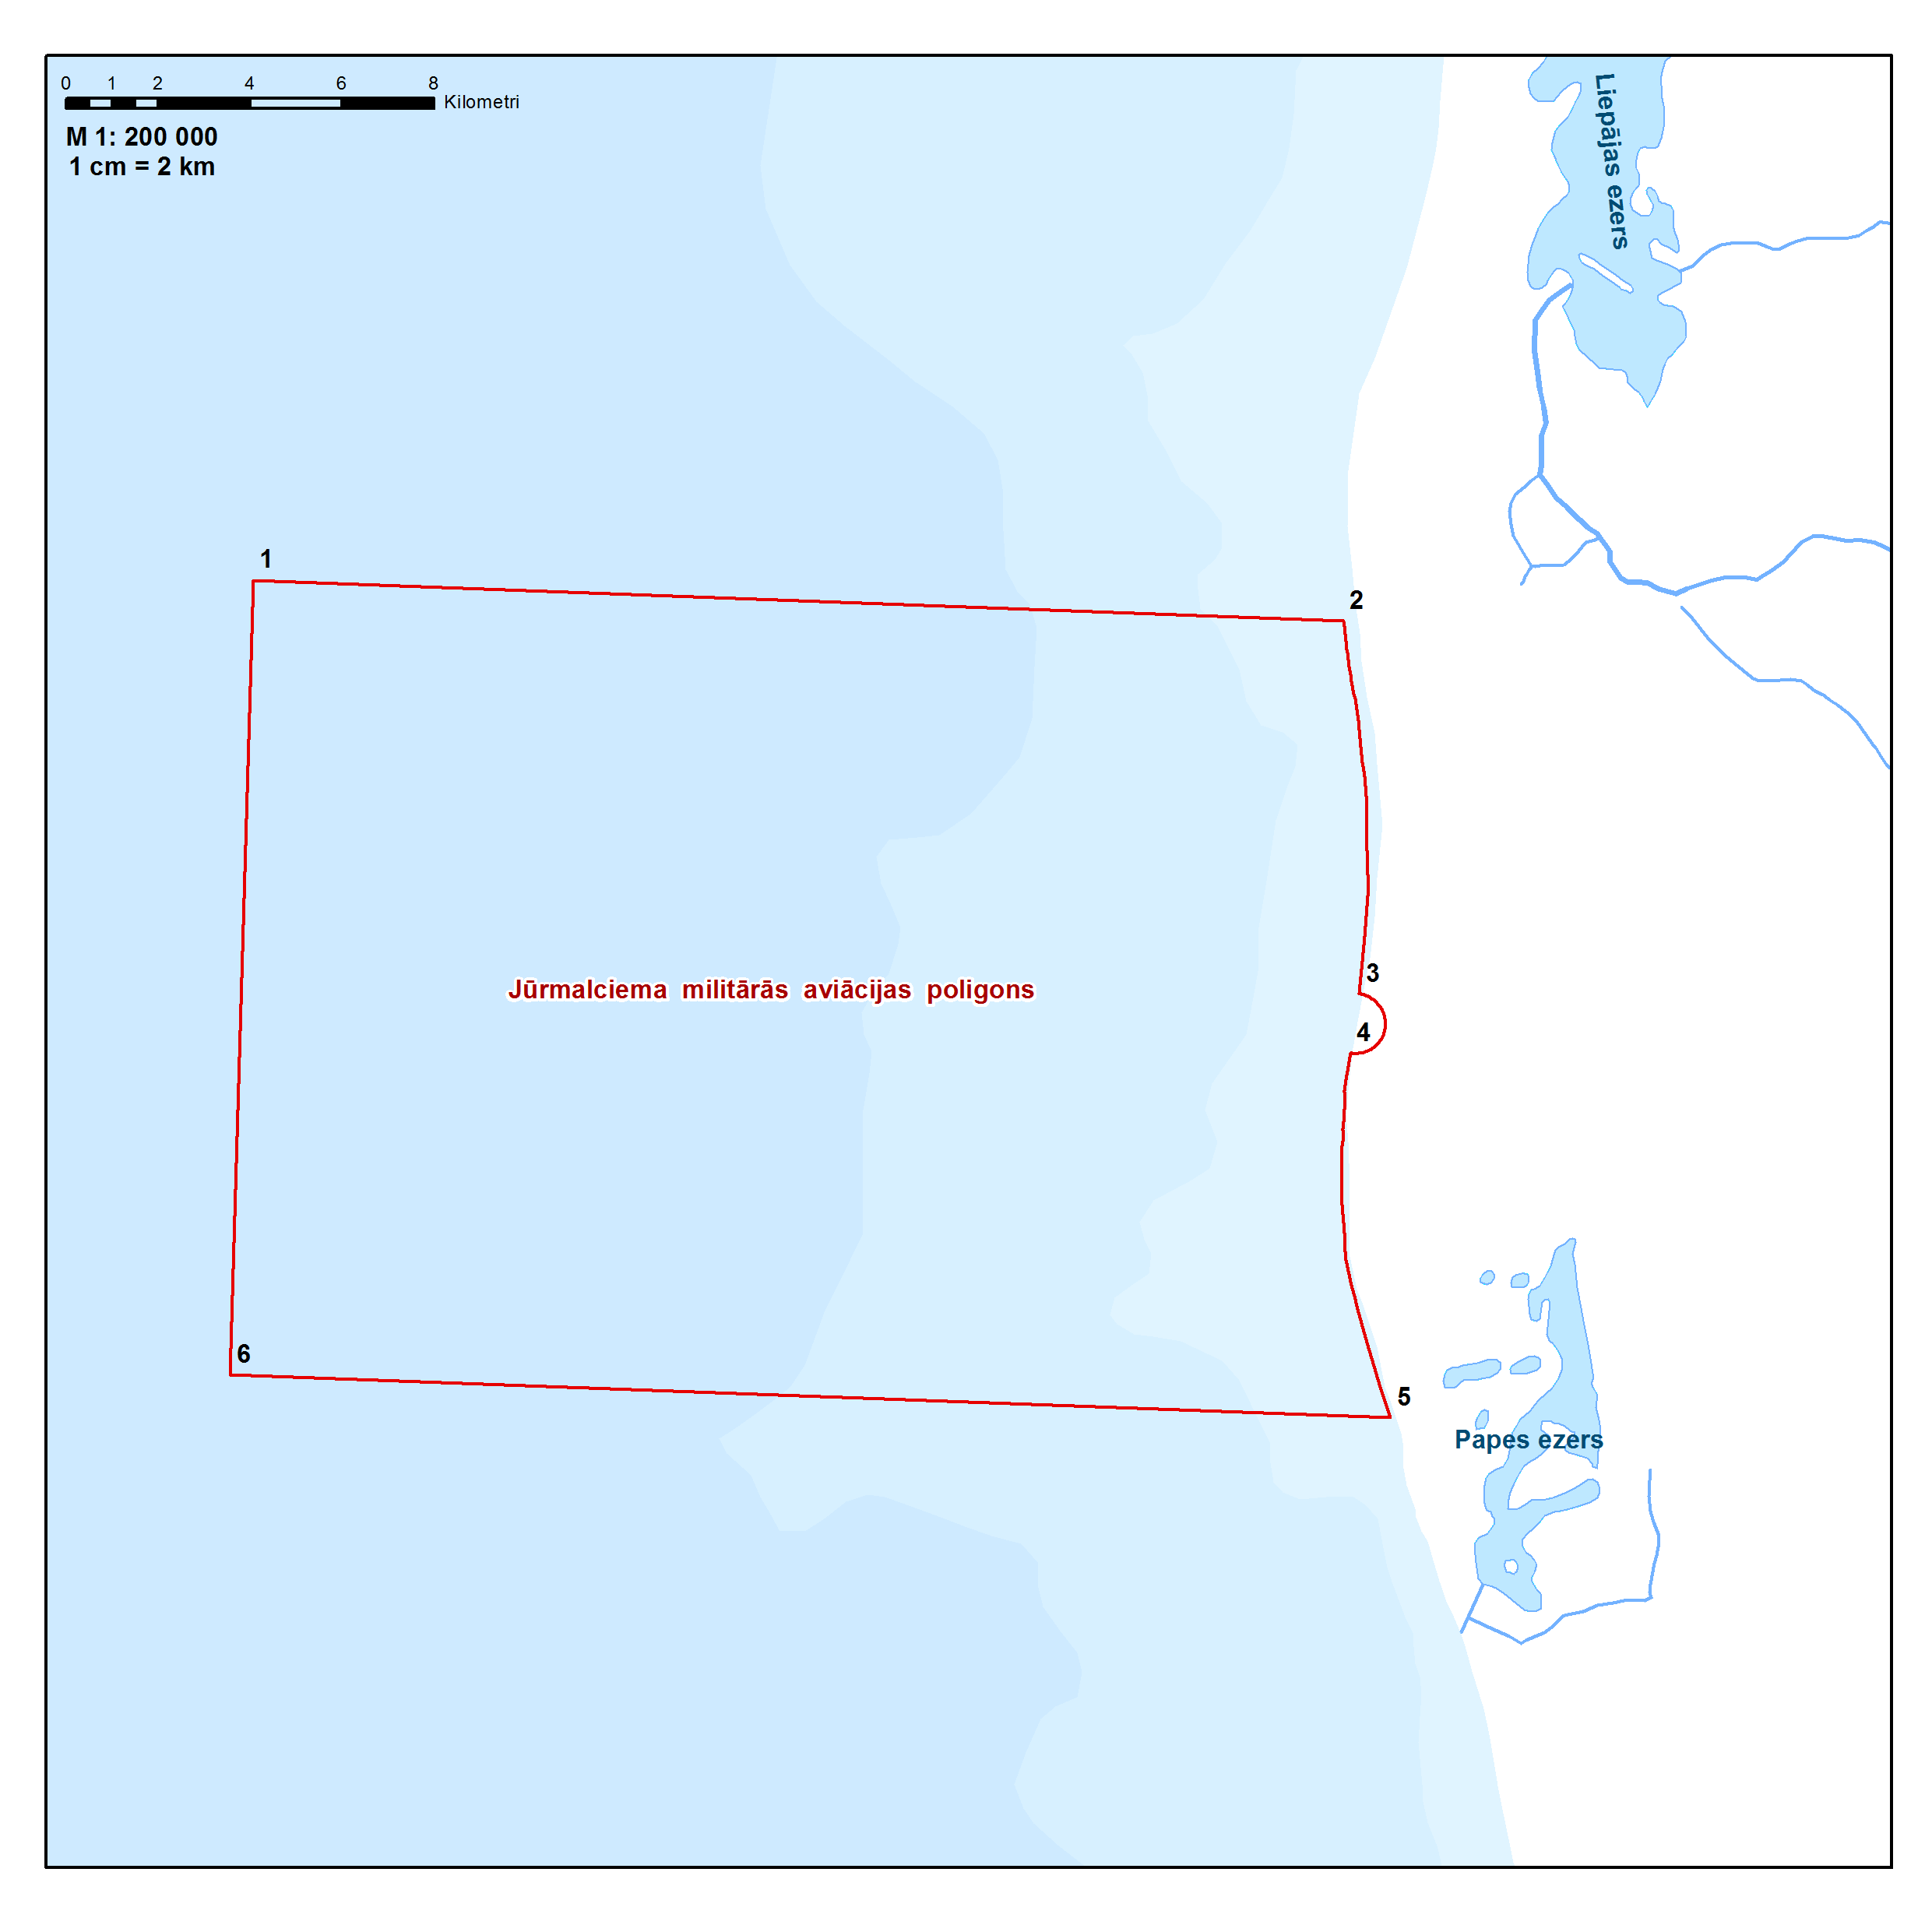 0 1 2 4 6 8
Kilometri
M 1: 200 000
1 cm = 2 km
Liepājas ezers
1
2
3
Jūrmalciema militārās aviācijas poligons
4
6
5
Papes ezers